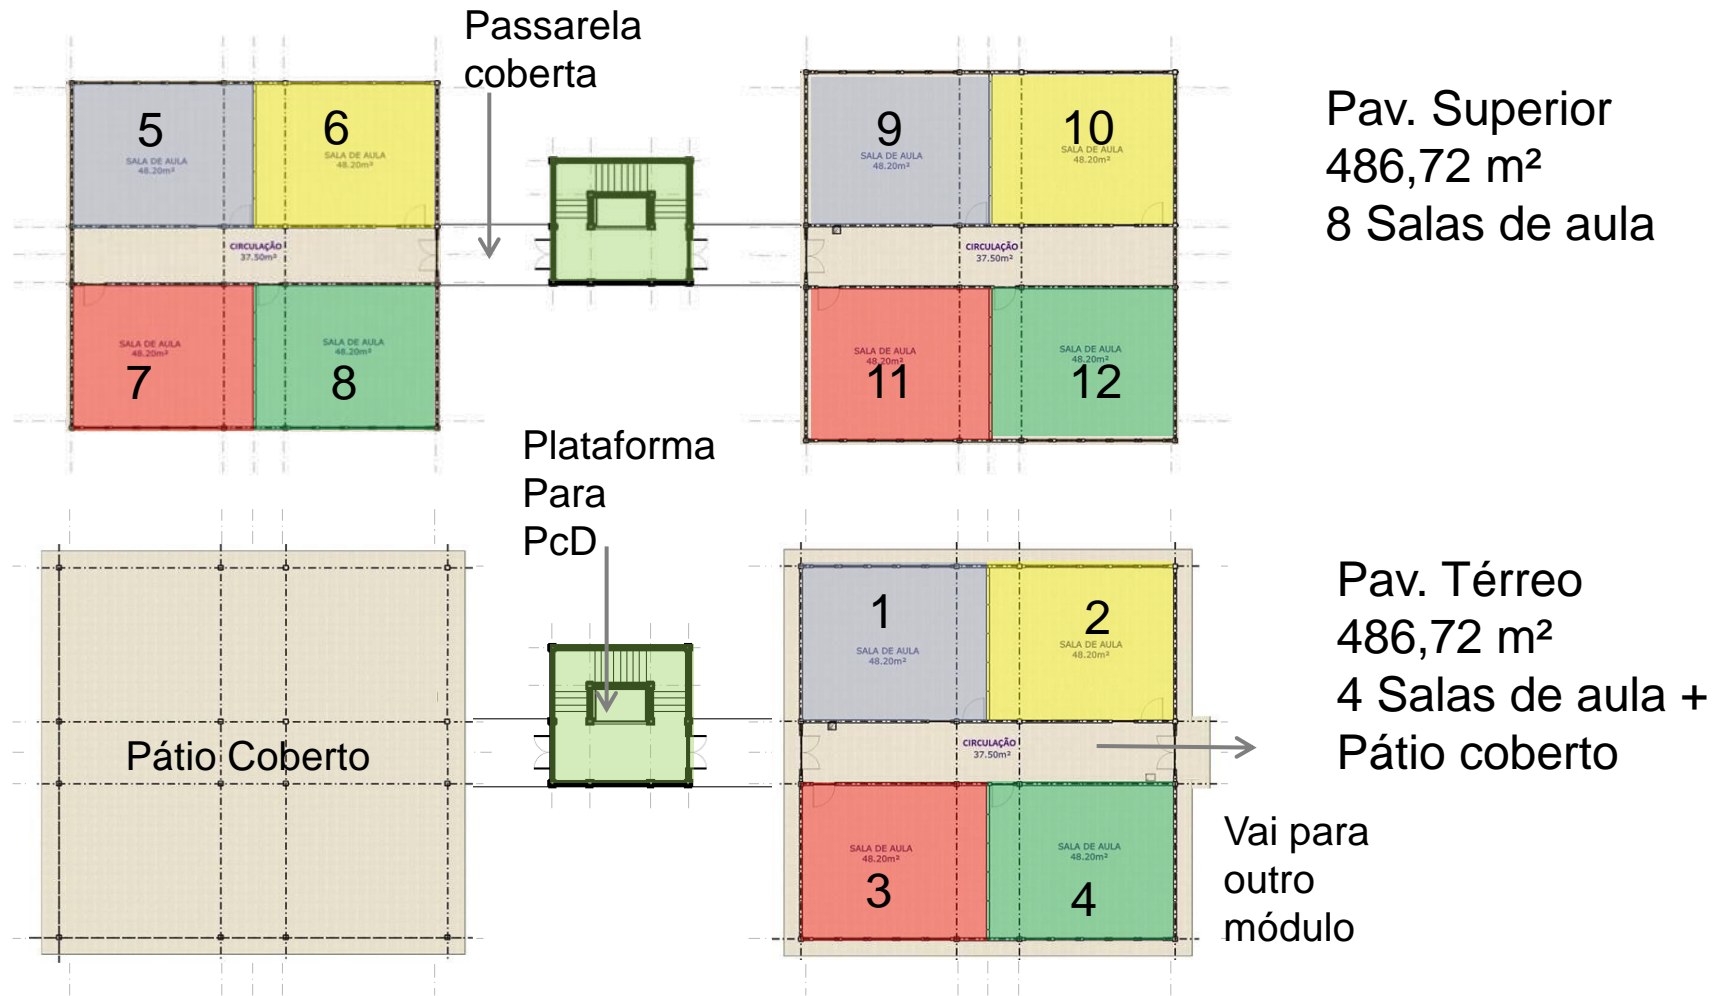 Passarela
coberta
5
SALA DE AULA
48.20m²
6
SALA DE AULA
48.20m²
CIRCULAÇÃO
37.50m²
SALA DE AULA
48.20m²
7
SALA DE AULA
48.20m²
8
9
SALA DE AULA
48.20m²
10
SALA DE AULA
48.20m²
CIRCULAÇÃO
37.50m²
SALA DE AULA
48.20m²
11
SALA DE AULA
48.20m²
12
Pav. Superior
486,72 m²
8 Salas de aula
Plataforma
Para
PcD
Pátio Coberto
1
SALA DE AULA
48.20m²
2
SALA DE AULA
48.20m²
CIRCULAÇÃO
37.50m²
SALA DE AULA
48.20m²
3
SALA DE AULA
48.20m²
4
Pav. Térreo
486,72 m²
4 Salas de aula +
Pátio coberto
Vai para
outro
módulo